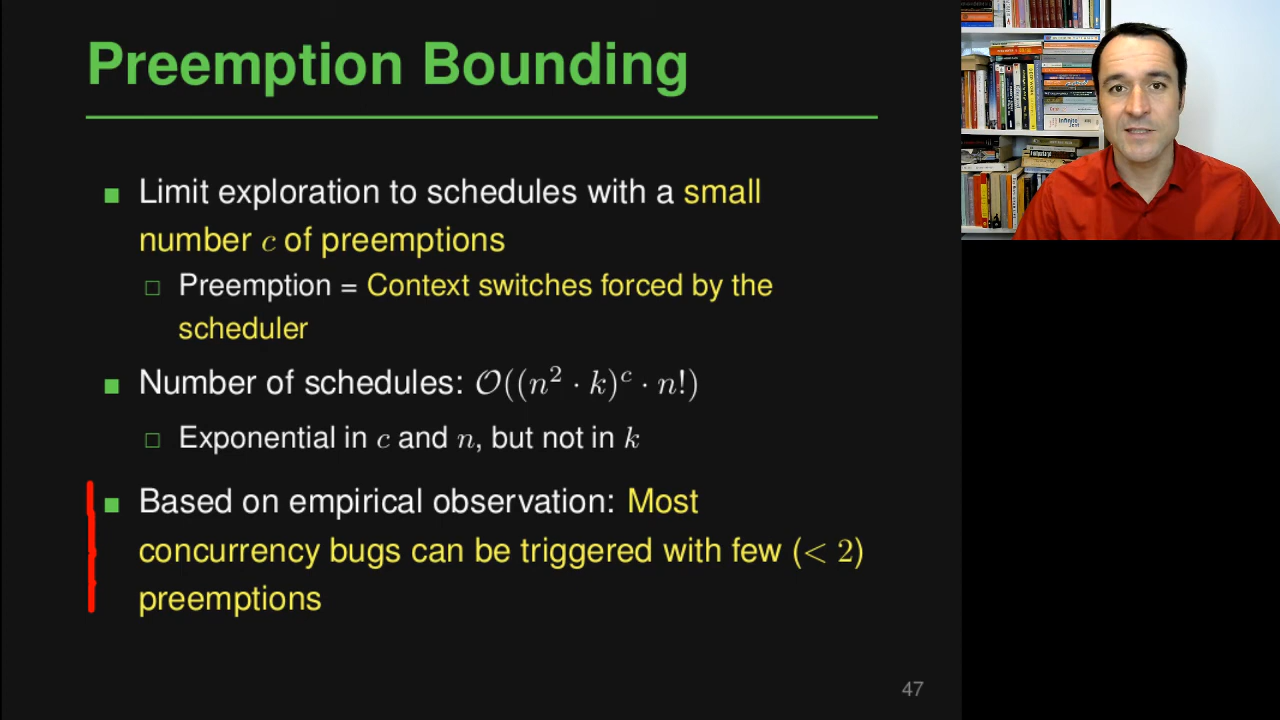 Preemption Bounding
Limit exploration to schedules with a small
number c of preemptions
Preemption = Context switches forced by the
scheduler
Number of schedules: O((n² · k)ᶜ · n!)
Exponential in c and n, but not in k
Based on empirical observation: Most
concurrency bugs can be triggered with few (< 2)
preemptions
47
Infinite
Jest